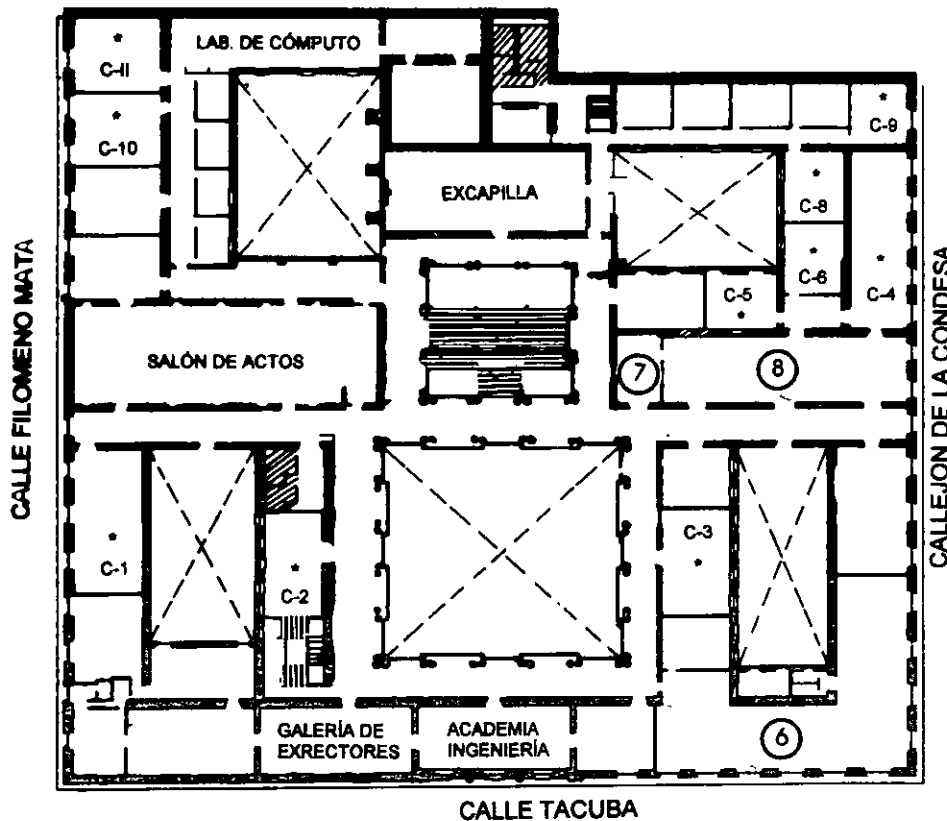 LAB. DE CÓMPUTO
C-II
C-10
C-9
EXCAPILLA
C-8
C-6
C-5
C-4
CALLE FILOMENO MATA
SALÓN DE ACTOS
7
8
CALLEJON DE LA CONDESA
C-1
C-2
C-3
GALERÍA DE
EXRECTORES
ACADEMIA
INGENIERÍA
6
CALLE TACUBA